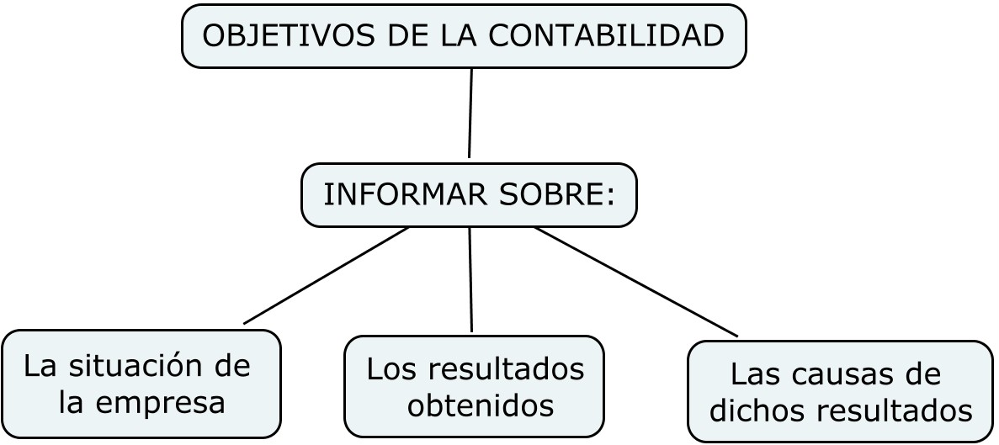 OBJETIVOS DE LA CONTABILIDAD
INFORMAR SOBRE:
La situación de
la empresa
Los resultados
obtenidos
Las causas de
dichos resultados